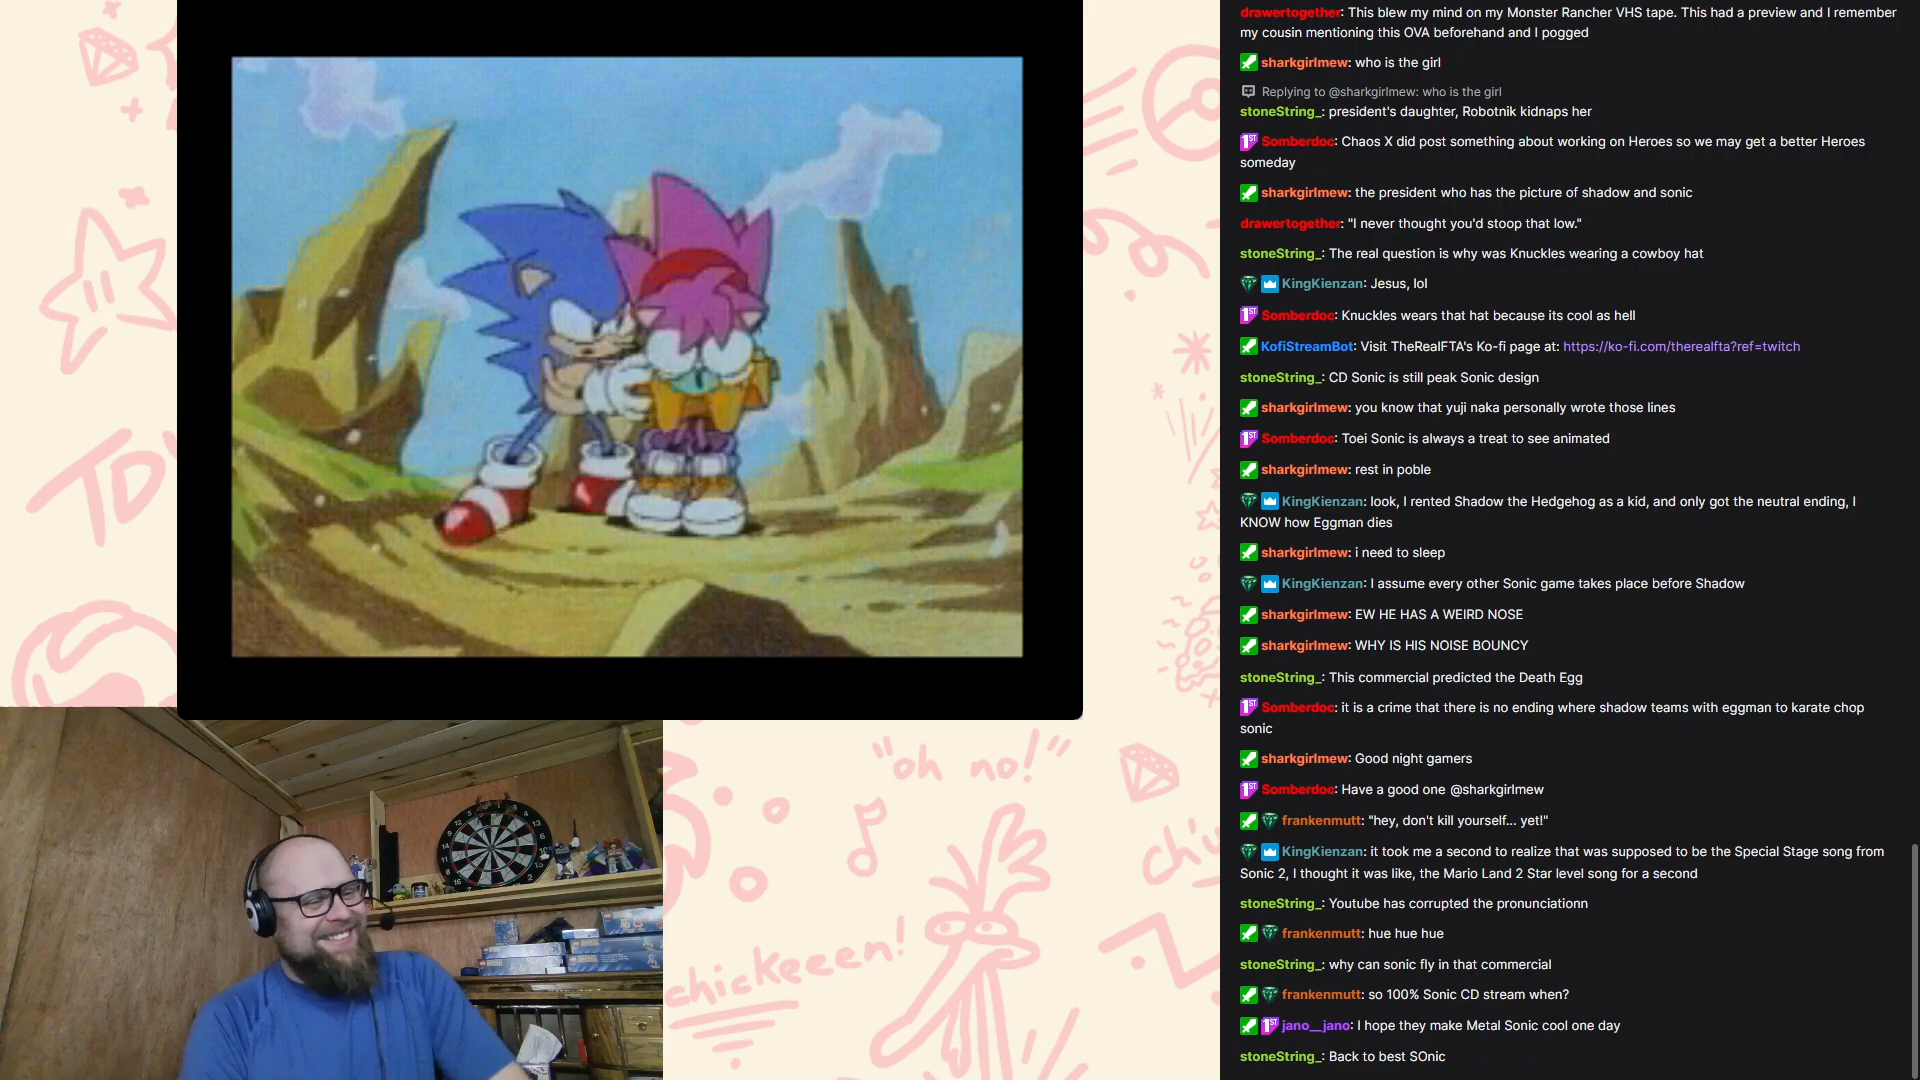 drawertogether: This blew my mind on my Monster Rancher VHS tape. This had a preview and I remember
my cousin mentioning this OVA beforehand and I pogged
sharkgirlmew: who is the girl
Replying to @sharkgirlmew: who is the girl
stoneString_: president's daughter, Robotnik kidnaps her
Somberdoc: Chaos X did post something about working on Heroes so we may get a better Heroes
someday
sharkgirlmew: the president who has the picture of shadow and sonic
drawertogether: "I never thought you'd stoop that low."
stoneString_: The real question is why was Knuckles wearing a cowboy hat
KingKienzan: Jesus, lol
Somberdoc: Knuckles wears that hat because its cool as hell
KofiStreamBot: Visit TheRealFTA's Ko-fi page at: https://ko-fi.com/therealfta?ref=twitch
stoneString_: CD Sonic is still peak Sonic design
sharkgirlmew: you know that yuji naka personally wrote those lines
Somberdoc: Toei Sonic is always a treat to see animated
sharkgirlmew: rest in poble
KingKienzan: look, I rented Shadow the Hedgehog as a kid, and only got the neutral ending, I
KNOW how Eggman dies
sharkgirlmew: i need to sleep
KingKienzan: I assume every other Sonic game takes place before Shadow
sharkgirlmew: EW HE HAS A WEIRD NOSE
sharkgirlmew: WHY IS HIS NOISE BOUNCY
stoneString_: This commercial predicted the Death Egg
Somberdoc: it is a crime that there is no ending where shadow teams with eggman to karate chop
sonic
sharkgirlmew: Good night gamers
Somberdoc: Have a good one @sharkgirlmew
frankenmutt: "hey, don't kill yourself... yet!"
KingKienzan: it took me a second to realize that was supposed to be the Special Stage song from
Sonic 2, I thought it was like, the Mario Land 2 Star level song for a second
stoneString_: Youtube has corrupted the pronunciationn
frankenmutt: hue hue hue
stoneString_: why can sonic fly in that commercial
frankenmutt: so 100% Sonic CD stream when?
jano__jano: I hope they make Metal Sonic cool one day
stoneString_: Back to best SOnic
"oh no!"
chickeeen!